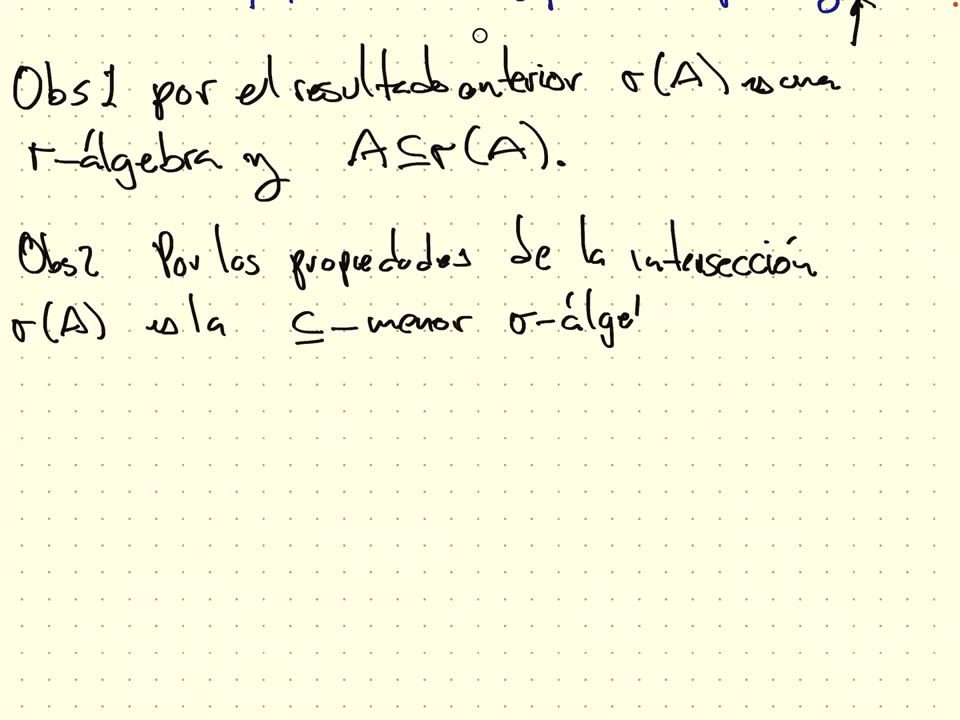 Obs1 por el resultado anterior σ(A) es una
σ-álgebra y A⊆σ(A).
Obs2 Por las propiedades de la intersección
σ(A) es la ⊆-menor σ-álge